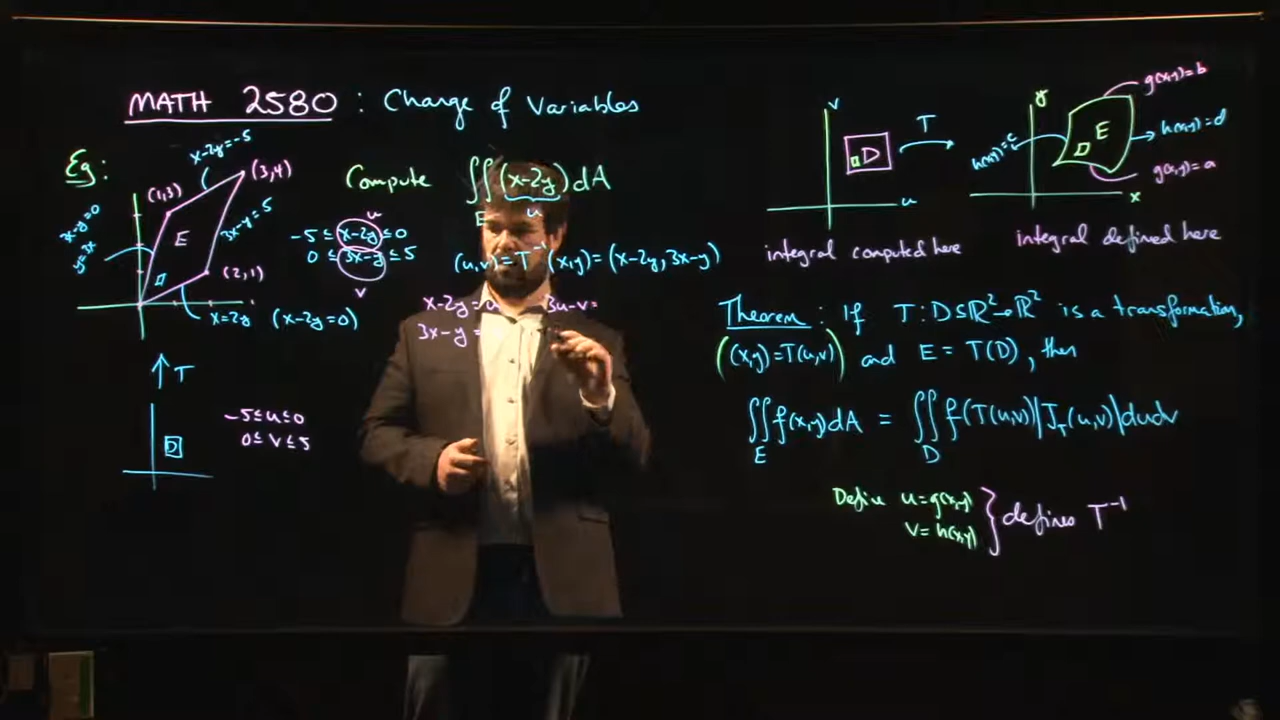 MATH 2580 : Change of Variables
Eg:
x-2y=-5
(1,3)
(3,4)
3x-y=0
y=3x
E
3x-y=5
(2,1)
x=2y (x-2y=0)
↑ T
D
-5≤u≤0
0≤v≤5
Compute ∬(x-2y)dA
E
u
u
-5≤x-2y≤0
0≤3x-y≤5
v
(u,v)=T⁻¹(x,y)=(x-2y,3x-y)
x-2y=u 3u-v=
3x-y=
v
D
u
T
integral computed here
y
E
x
g(x,y)=b
h(x,y)=d
h(x,y)=c
g(x,y)=a
integral defined here
Theorem: If T:D⊆ℝ²→ℝ² is a transformation,
((x,y)=T(u,v)) and E=T(D), then
∬f(x,y)dA = ∬f(T(u,v))|J_T(u,v)|dudv
E D
Define u=g(x,y)
v=h(x,y)
} defines T⁻¹